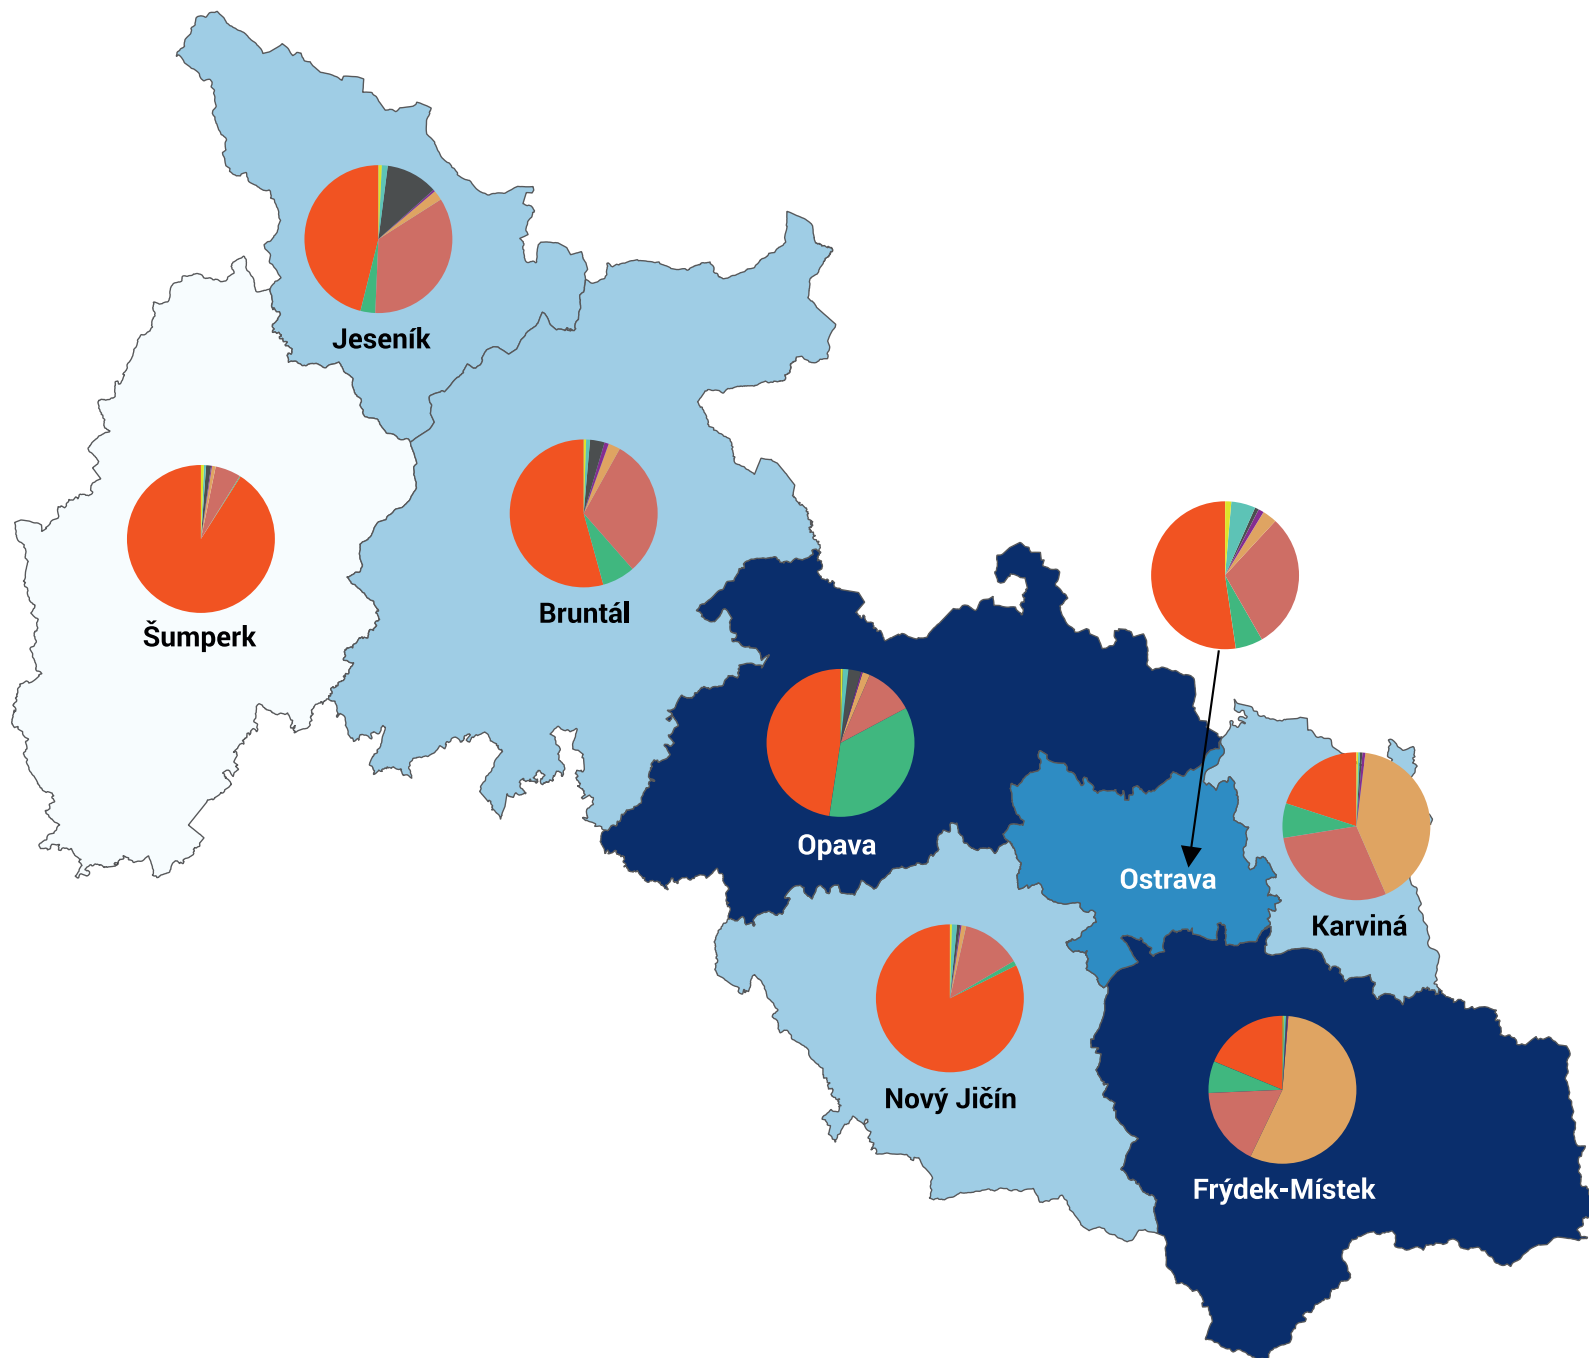 Jeseník
Šumperk
Bruntál
Opava
Ostrava
Karviná
Nový Jičín
Frýdek-Místek